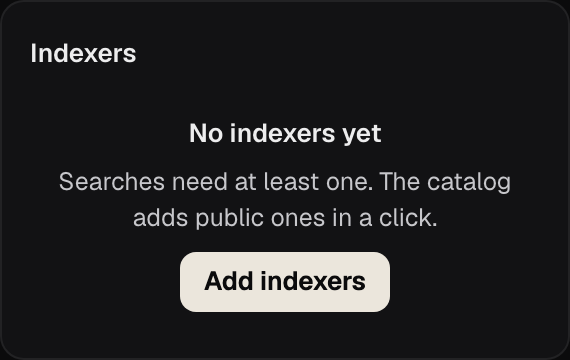 Indexers
No indexers yet
Searches need at least one. The catalog
adds public ones in a click.
Add indexers